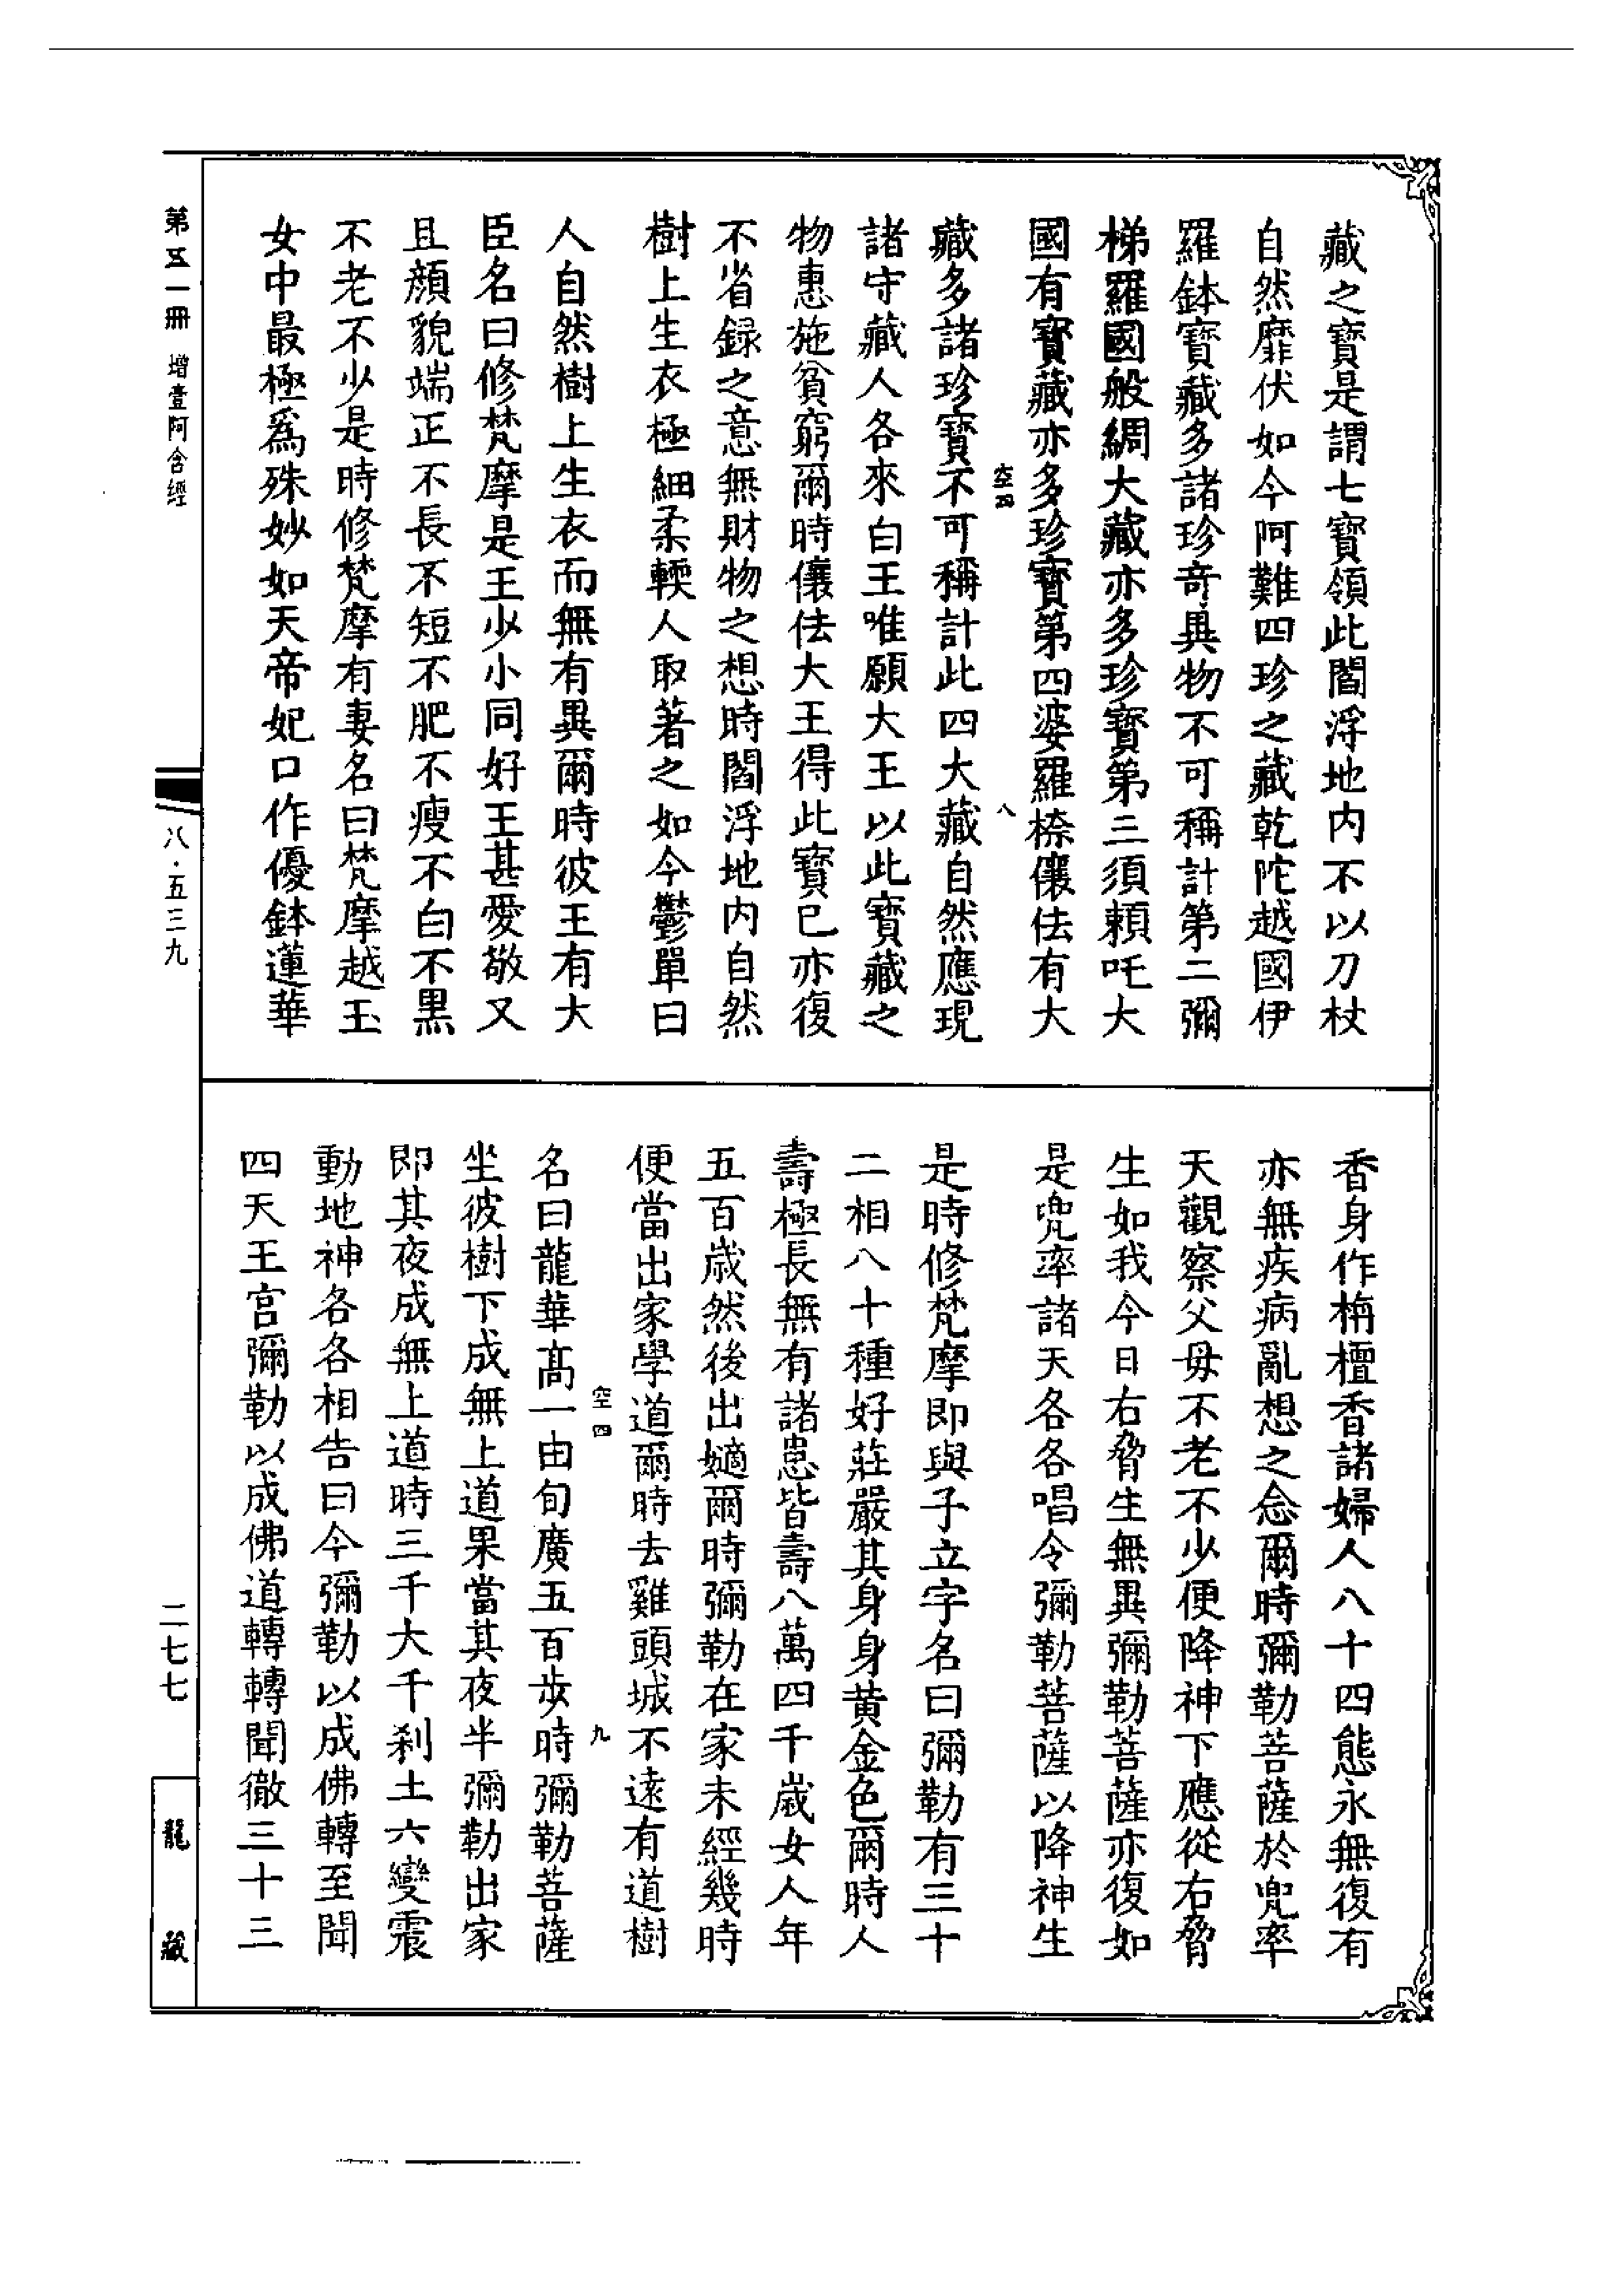 藏之寶是謂七寶領此閻浮地内不以刀杖
自然靡伏如今阿難四珍之藏乾陀越國伊
羅鉢寶藏多諸珍竒異物不可稱計第二彌
梯羅國般綢大藏亦多珍寶第三須賴吒大
國有寶藏亦多珍寶第四婆羅㮈儴佉有大
空四
八
藏多諸珍寶不可稱計此四大藏自然應現
諸守藏人各來白王唯願大王以此寶藏之
物惠施貧窮爾時儴佉大王得此寶已亦復
不省録之意無財物之想時閻浮地内自然
樹上生衣極細柔輭人取著之如今鬱單曰
人自然樹上生衣而無有異爾時彼王有大
臣名曰修梵摩是王少小同好王甚愛敬又
且顔貌端正不長不短不肥不瘦不白不黒
不老不少是時修梵摩有妻名曰梵摩越玉
女中最極爲殊妙如天帝妃口作優鉢蓮華
香身作栴檀香諸婦人八十四態永無復有
亦無疾病亂想之念爾時彌勒菩薩於兜率
天觀察父母不老不少便降神下應從右脅
生如我今日右脅生無異彌勒菩薩亦復如
是兜率諸天各各唱令彌勒菩薩以降神生
是時修梵摩即與子立字名曰彌勒有三十
二相八十種好莊嚴其身身黄金色爾時人
壽極長無有諸患皆壽八萬四千歲女人年
五百歲然後出嫡爾時彌勒在家未經幾時
便當出家學道爾時去雞頭城不遠有道樹
空四
九
名曰龍華髙一由旬廣五百步時彌勒菩薩
坐彼樹下成無上道果當其夜半彌勒出家
即其夜成無上道時三千大千刹土六變震
動地神各各相告曰今彌勒以成佛轉至聞
四天王宫彌勒以成佛道轉轉聞徹三十三
第五一冊 增壹阿含經
八·五三九
二七七
龍藏